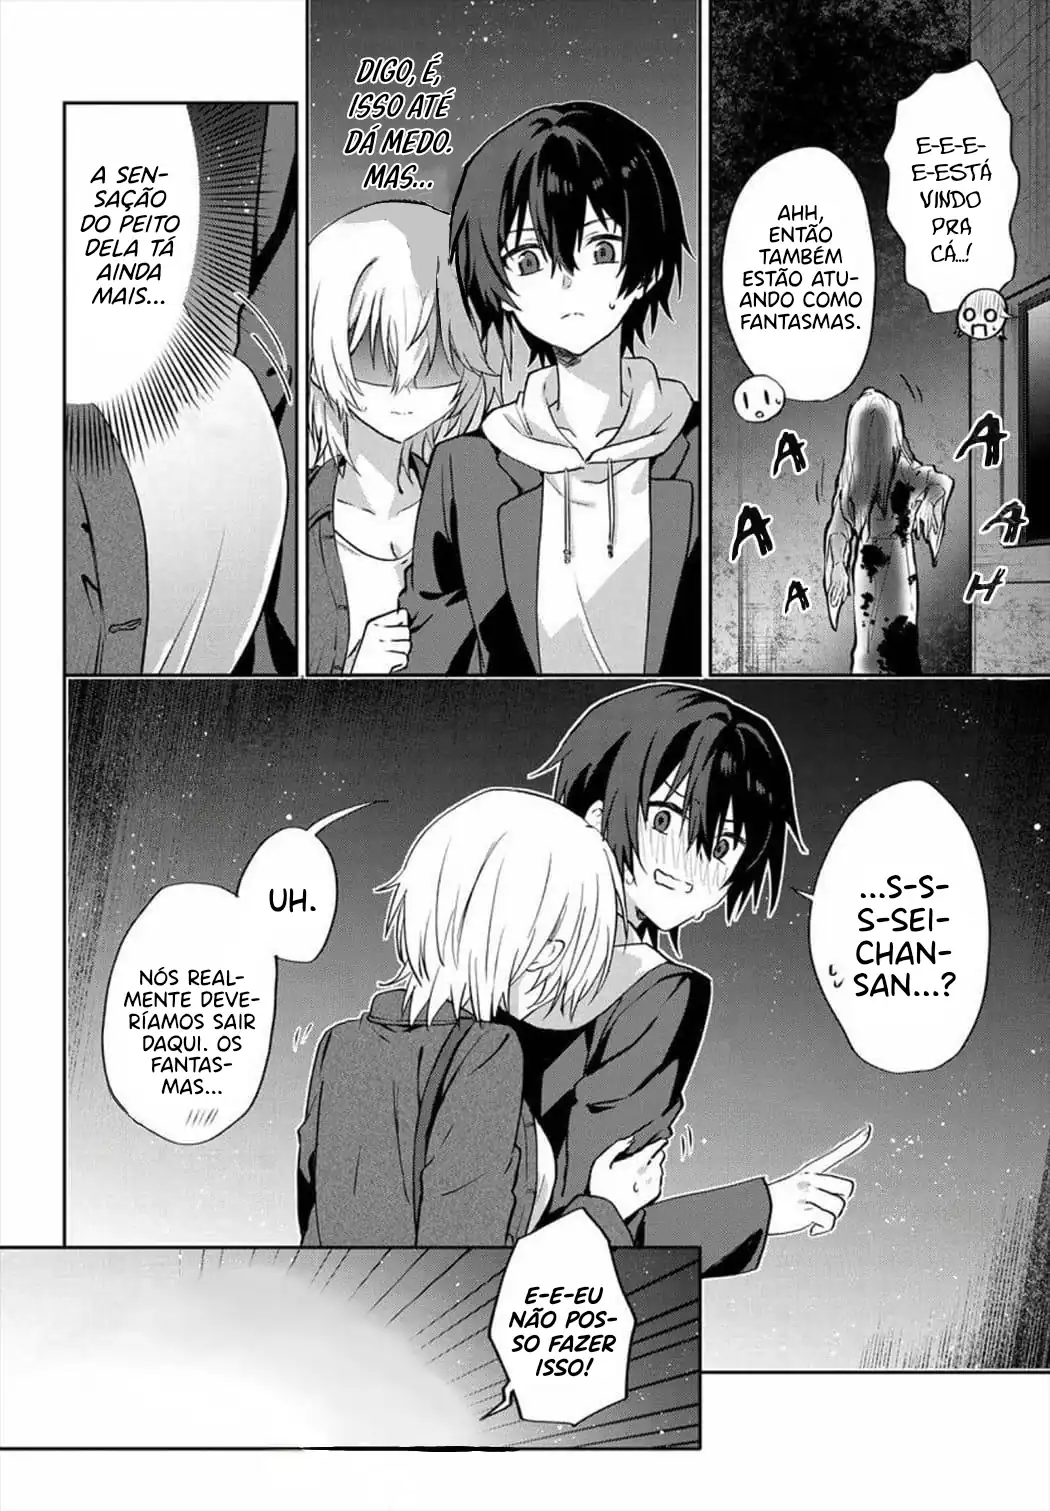 E-E-E-
E-ESTÁ
VINDO
PRA
CÁ...!
AHH,
ENTÃO
TAMBÉM
ESTÃO ATU-
ANDO COMO
FANTASMAS.
A
A
A
A
A
H
DIGO, É,
ISSO ATÉ
DÁ MEDO.
MAS...
A SEN-
SAÇÃO
DO PEITO
DELA TÁ
AINDA
MAIS...
...S-S-
S-SEI-
CHAN-
SAN...?
UH.
NÓS REAL-
MENTE DEVE-
RÍAMOS SAIR
DAQUI. OS
FANTAS-
MAS...
E-E-EU
NÃO POS-
SO FAZER
ISSO!